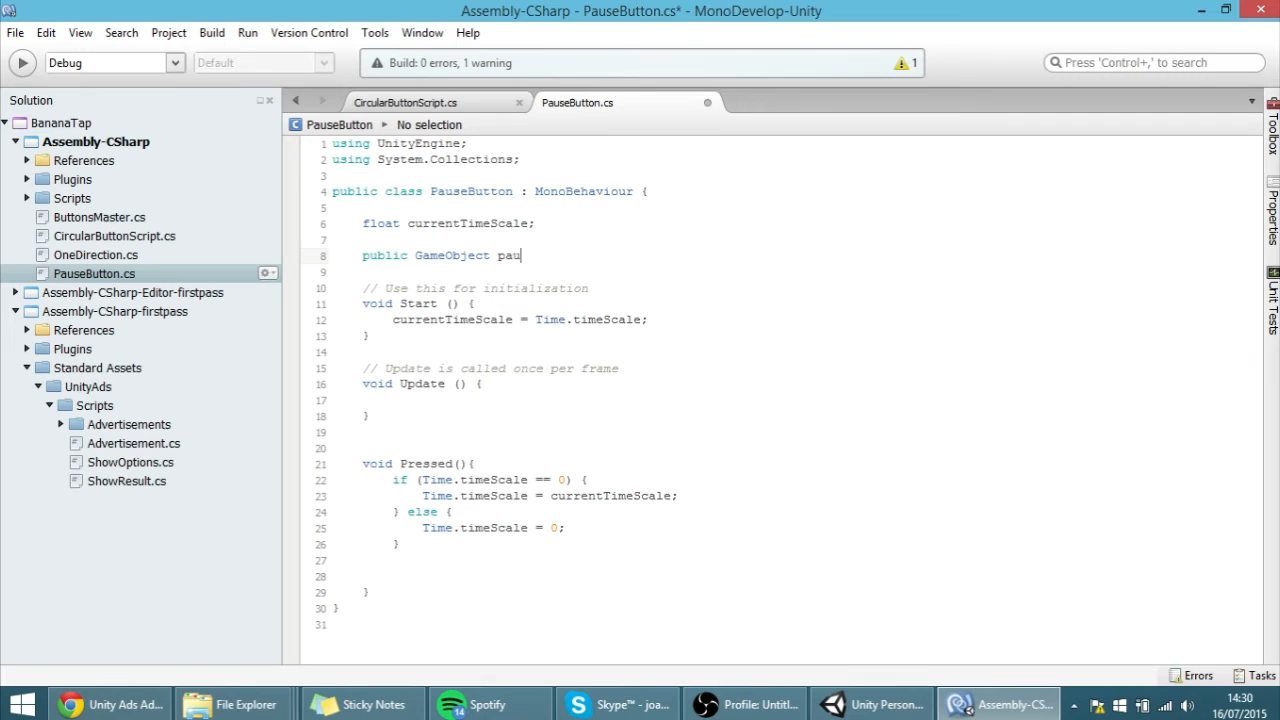 Assembly-CSharp - PauseButton.cs* - MonoDevelop-Unity
File Edit View Search Project Build Run Version Control Tools Window Help
Debug Default Build: 0 errors, 1 warning 1 Press 'Control+,' to search
Solution
CircularButtonScript.cs PauseButton.cs
PauseButton No selection
BananaTap
Assembly-CSharp
References
Plugins
Scripts
ButtonsMaster.cs
CircularButtonScript.cs
OneDirection.cs
PauseButton.cs
Assembly-CSharp-Editor-firstpass
Assembly-CSharp-firstpass
References
Plugins
Standard Assets
UnityAds
Scripts
Advertisements
Advertisement.cs
ShowOptions.cs
ShowResult.cs
1 using UnityEngine;
2 using System.Collections;
3
4 public class PauseButton : MonoBehaviour {
5
6 float currentTimeScale;
7
8 public GameObject pau
9
10 // Use this for initialization
11 void Start () {
12 currentTimeScale = Time.timeScale;
13 }
14
15 // Update is called once per frame
16 void Update () {
17
18 }
19
20
21 void Pressed(){
22 if (Time.timeScale == 0) {
23 Time.timeScale = currentTimeScale;
24 } else {
25 Time.timeScale = 0;
26 }
27
28
29 }
30 }
31
Toolbox
Properties
Unit Tests
Errors Tasks
Unity Ads Ad... File Explorer Sticky Notes 14 Spotify Skype™ - joa... Profile: Untitl... Unity Person... Assembly-CS...
14:30
16/07/2015